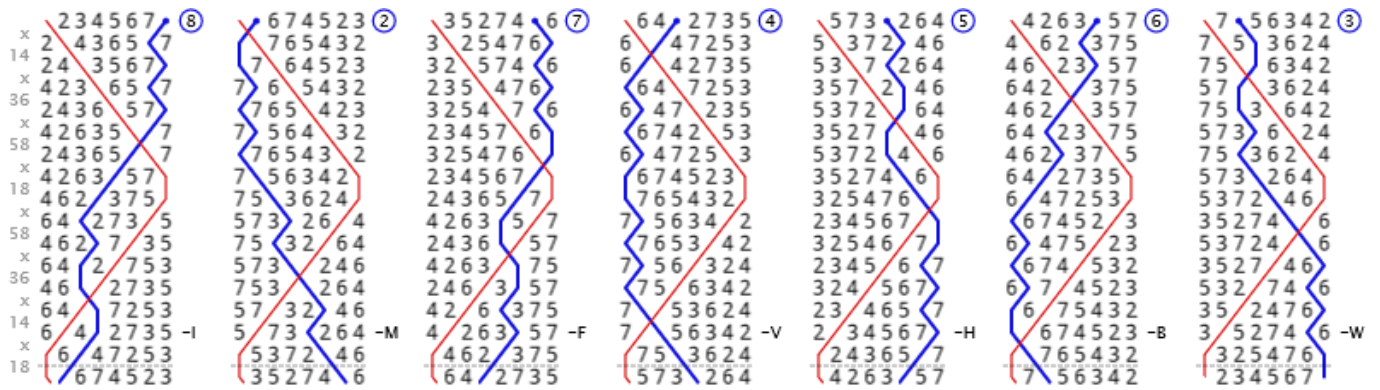 234567 ⑧ 674523 ② 35274 6 ⑦ 64 2735 ④ 573 264 ⑤ 4263 57 ⑥ 7 56342 ③
x 2 4365 7 765432 3 25476 6 47253 5 372 46 4 62 375 7 5 3624
14 24 3567 7 64523 32 574 6 6 42735 53 7 264 46 23 57 75 6342
x 423 65 7 7 6 5432 235 476 64 7253 357 2 46 642 375 57 3624
36 2436 57 765 423 3254 7 6 6 47 235 5372 64 462 357 75 3 642
x 42635 7 7 564 32 23457 6 6742 53 3527 46 64 23 75 573 6 24
58 24365 7 76543 2 325476 6 4725 3 5372 4 6 462 37 5 75 362 4
x 4263 57 7 56342 234567 674523 35274 6 64 2735 573 264
18 462 375 75 3624 24365 7 765432 325476 6 47253 5372 46
x 64 273 5 573 26 4 4263 5 7 7 5634 2 234567 67452 3 35274 6
58 462 7 35 75 32 64 2436 57 7653 42 32546 7 6 475 23 53724 6
x 64 2 753 573 246 4263 75 7 56 324 2345 6 7 674 532 3527 46
36 46 2735 753 264 246 3 57 75 6342 324 567 67 4523 532 74 6
x 64 7253 57 32 46 42 6 375 7 53624 23 465 7 6 75432 35 2476
14 6 4 2735 -I 5 73 264 -M 4 263 57 -F 7 56342 -V 2 34567 -H 6 74523 -B 3 5274 6 -W
x 6 47253 5372 46 462 375 75 3624 24365 7 765432 325476
18 674523 35274 6 64 2735 573 264 4263 57 7 56342 234567